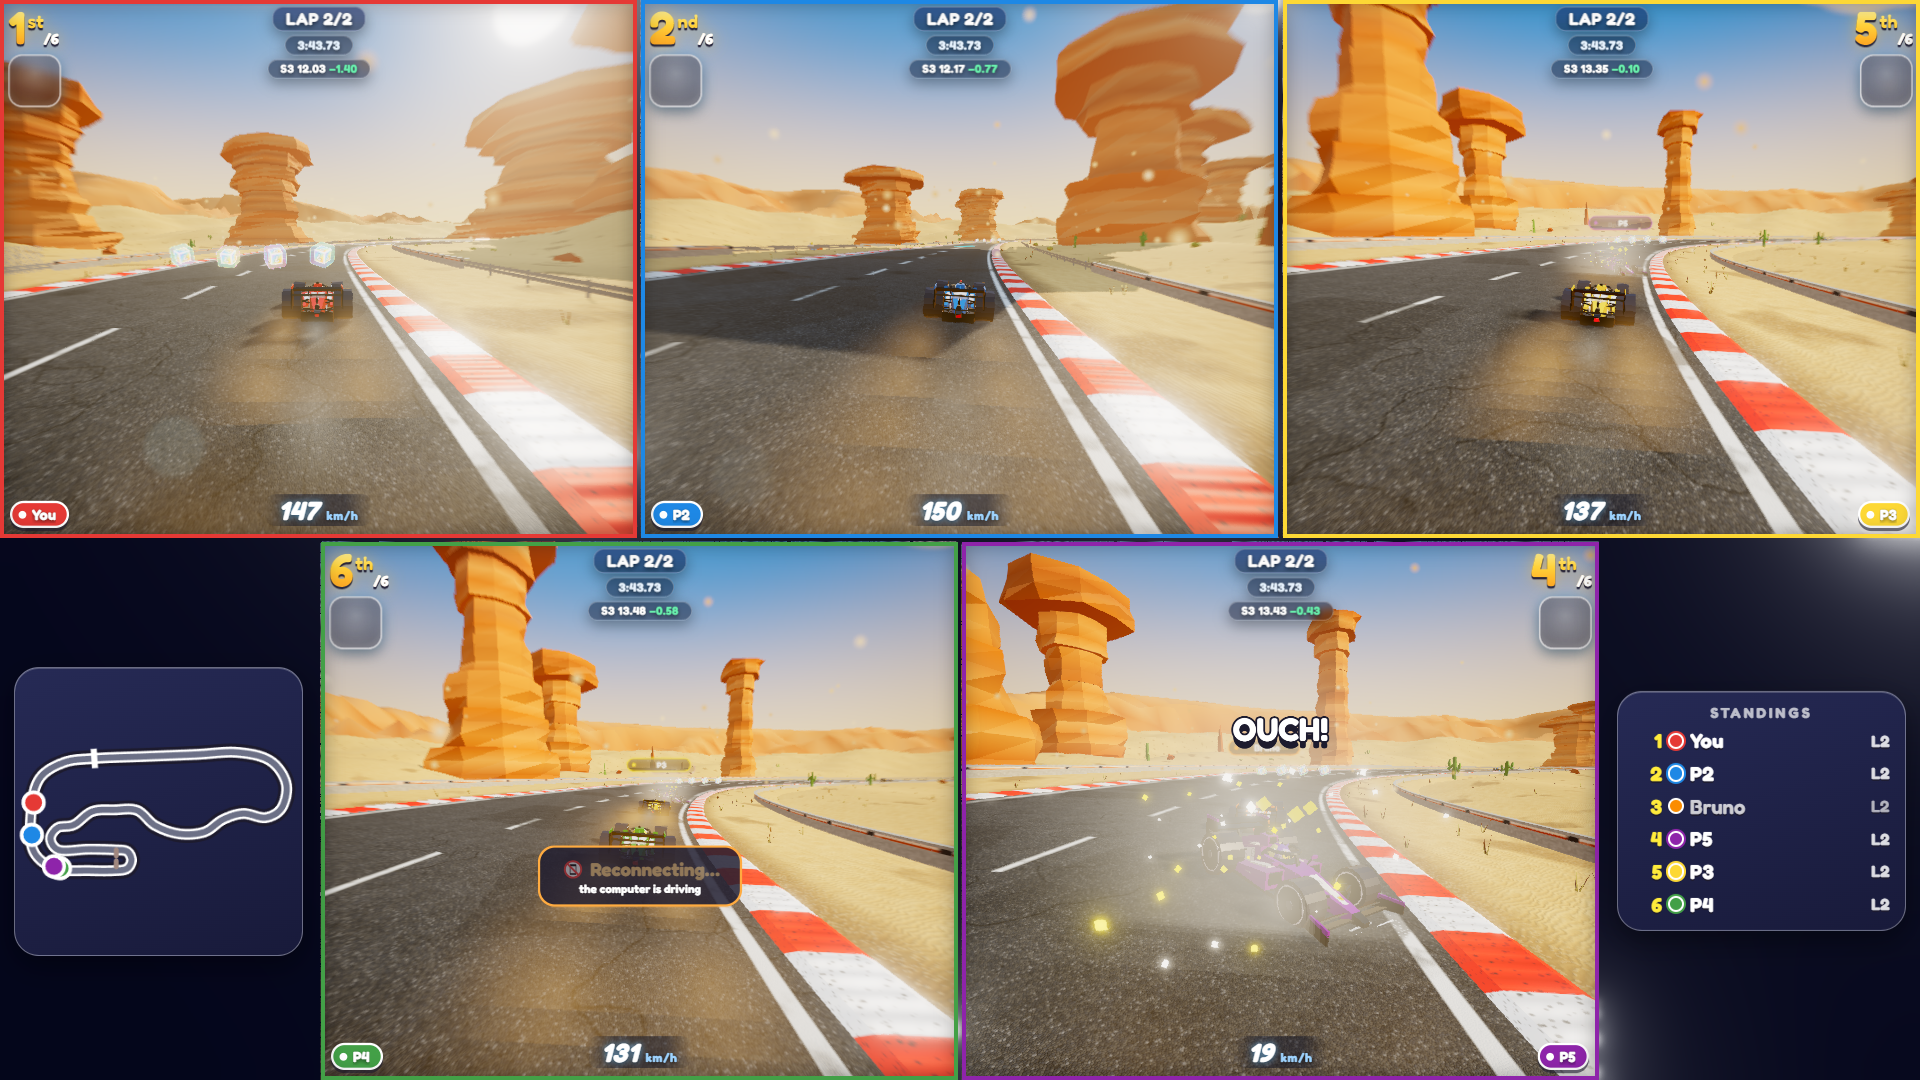 1st/6
LAP 2/2
3:43.73
S3 12.03 -1.40
147 km/h
You
2nd/6
LAP 2/2
3:43.73
S3 12.17 -0.77
150 km/h
P2
5th/6
LAP 2/2
3:43.73
S3 13.35 -0.10
P5
137 km/h
P3
6th/6
LAP 2/2
3:43.73
S3 13.48 -0.58
P3
Reconnecting...
the computer is driving
131 km/h
P4
4th/6
LAP 2/2
3:43.73
S3 13.43 -0.43
OUCH!
19 km/h
P5
STANDINGS
1 You L2
2 P2 L2
3 Bruno L2
4 P5 L2
5 P3 L2
6 P4 L2